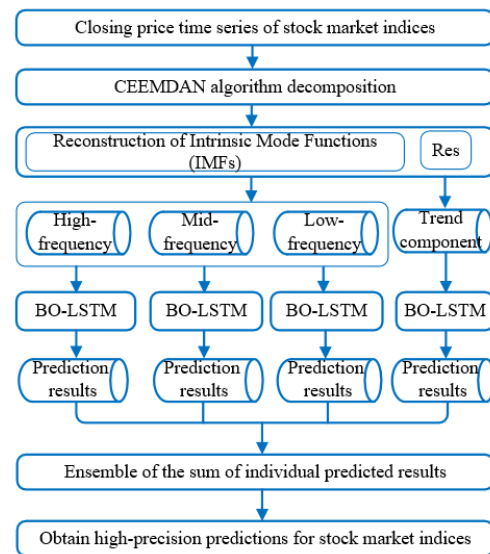 Closing price time series of stock market indices
CEEMDAN algorithm decomposition
Reconstruction of Intrinsic Mode Functions
(IMFs)
Res
High-
frequency
Mid-
frequency
Low-
frequency
Trend
component
BO-LSTM
BO-LSTM
BO-LSTM
BO-LSTM
Prediction
results
Prediction
results
Prediction
results
Prediction
results
Ensemble of the sum of individual predicted results
Obtain high-precision predictions for stock market indices